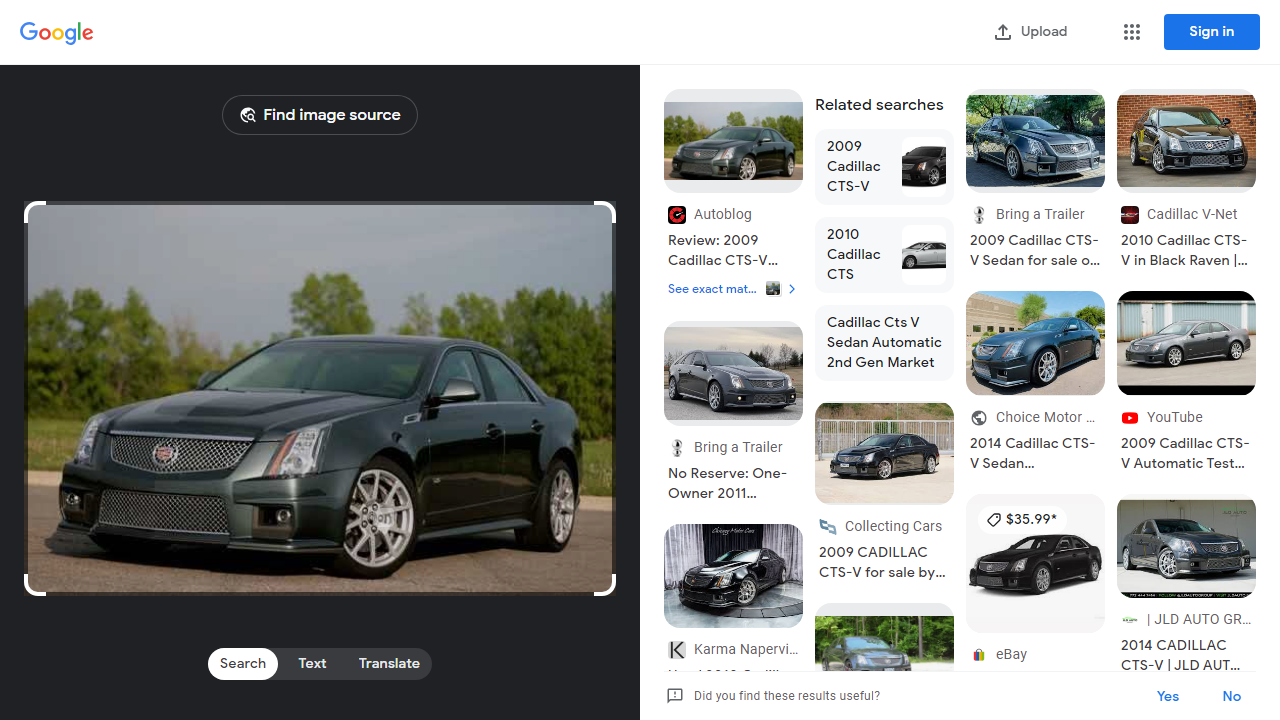 Google
Upload
Sign in
Find image source
Search
Text
Translate
Autoblog
Review: 2009
Cadillac CTS-V...
See exact mat...
Bring a Trailer
No Reserve: One-
Owner 2011...
Karma Napervi...
Related searches
2009
Cadillac
CTS-V
2010
Cadillac
CTS
Cadillac Cts V
Sedan Automatic
2nd Gen Market
Collecting Cars
2009 CADILLAC
CTS-V for sale by...
Bring a Trailer
2009 Cadillac CTS-
V Sedan for sale o...
Choice Motor ...
2014 Cadillac CTS-
V Sedan...
$35.99*
eBay
Cadillac V-Net
2010 Cadillac CTS-
V in Black Raven |...
YouTube
2009 Cadillac CTS-
V Automatic Test...
| JLD AUTO GR...
2014 CADILLAC
CTS-V | JLD AUT...
Did you find these results useful?
Yes
No